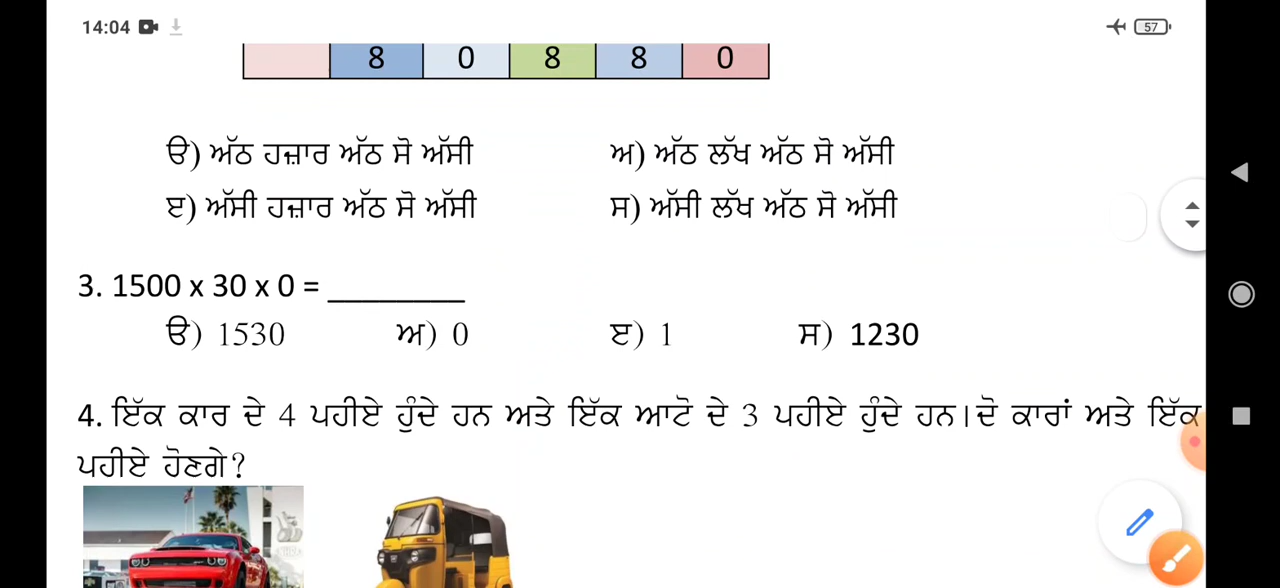 14:04
57
8 0 8 8 0
ੳ) ਅੱਠ ਹਜ਼ਾਰ ਅੱਠ ਸੋ ਅੱਸੀ ਅ) ਅੱਠ ਲੱਖ ਅੱਠ ਸੋ ਅੱਸੀ
ੲ) ਅੱਸੀ ਹਜ਼ਾਰ ਅੱਠ ਸੋ ਅੱਸੀ ਸ) ਅੱਸੀ ਲੱਖ ਅੱਠ ਸੋ ਅੱਸੀ
3. 1500 x 30 x 0 = ________
ੳ) 1530 ਅ) 0 ੲ) 1 ਸ) 1230
4. ਇੱਕ ਕਾਰ ਦੇ 4 ਪਹੀਏ ਹੁੰਦੇ ਹਨ ਅਤੇ ਇੱਕ ਆਟੋ ਦੇ 3 ਪਹੀਏ ਹੁੰਦੇ ਹਨ।ਦੋ ਕਾਰਾਂ ਅਤੇ ਇੱਕ
ਪਹੀਏ ਹੋਣਗੇ?